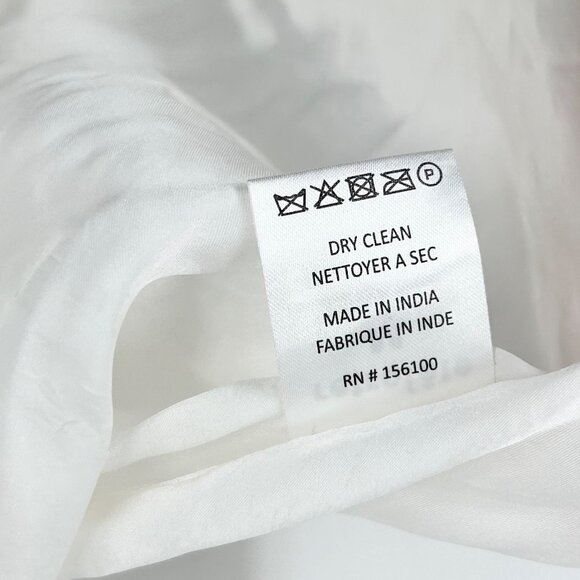 P
DRY CLEAN
NETTOYER A SEC
MADE IN INDIA
FABRIQUE IN INDE
RN # 156100